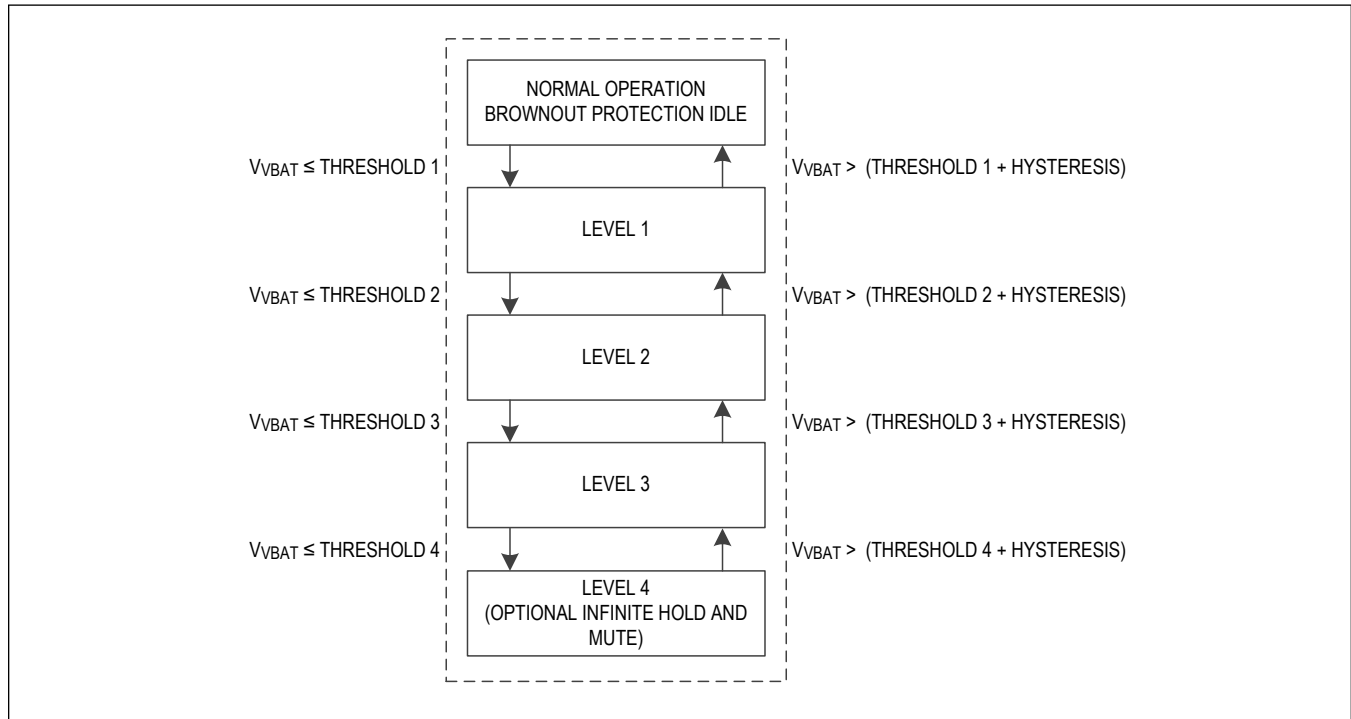 NORMAL OPERATION
BROWNOUT PROTECTION IDLE
VVBAT ≤ THRESHOLD 1
VVBAT > (THRESHOLD 1 + HYSTERESIS)
LEVEL 1
VVBAT ≤ THRESHOLD 2
VVBAT > (THRESHOLD 2 + HYSTERESIS)
LEVEL 2
VVBAT ≤ THRESHOLD 3
VVBAT > (THRESHOLD 3 + HYSTERESIS)
LEVEL 3
VVBAT ≤ THRESHOLD 4
VVBAT > (THRESHOLD 4 + HYSTERESIS)
LEVEL 4
(OPTIONAL INFINITE HOLD AND
MUTE)